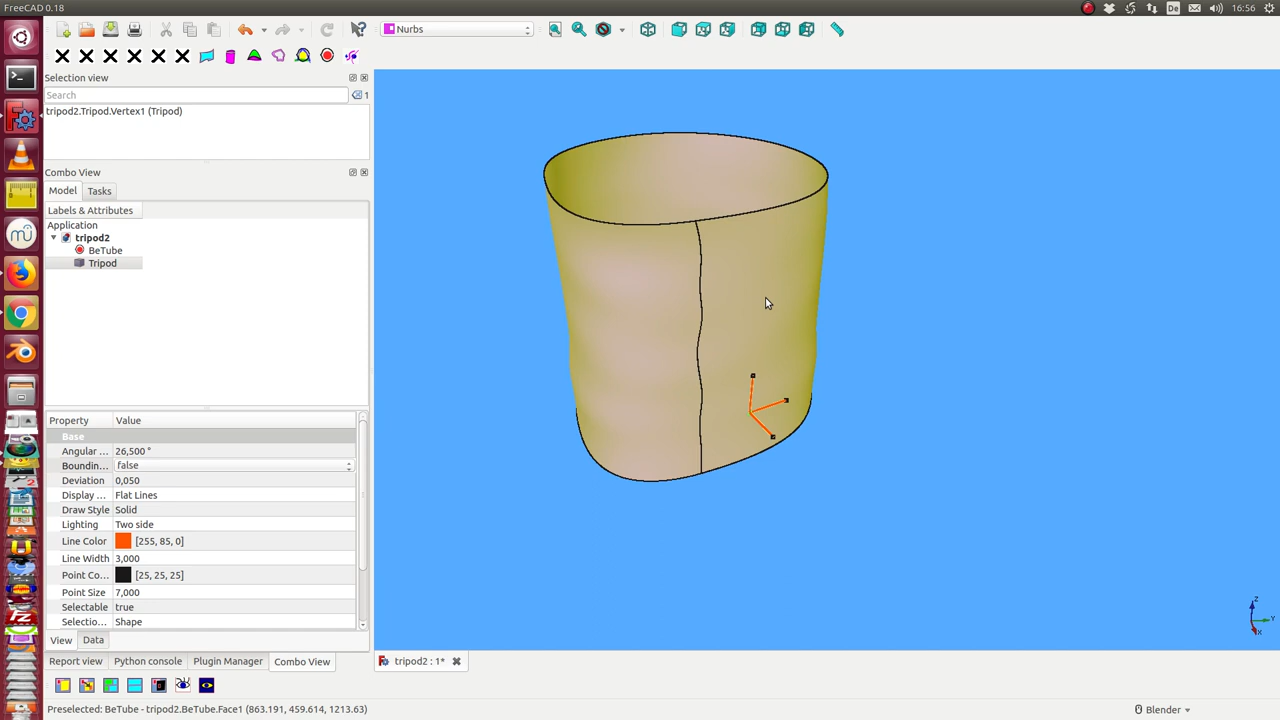 FreeCAD 0.18
De
16:56
Nurbs
Selection view
Search
1
tripod2.Tripod.Vertex1 (Tripod)
Combo View
Model Tasks
Labels & Attributes
Application
tripod2
BeTube
Tripod
Property Value
Base
Angular ... 26,500 °
Boundin... false
Deviation 0,050
Display ... Flat Lines
Draw Style Solid
Lighting Two side
Line Color [255, 85, 0]
Line Width 3,000
Point Co... [25, 25, 25]
Point Size 7,000
Selectable true
Selectio... Shape
View Data
Report view Python console Plugin Manager Combo View
tripod2 : 1*
Z
Y
X
Preselected: BeTube - tripod2.BeTube.Face1 (863.191, 459.614, 1213.63)
Blender